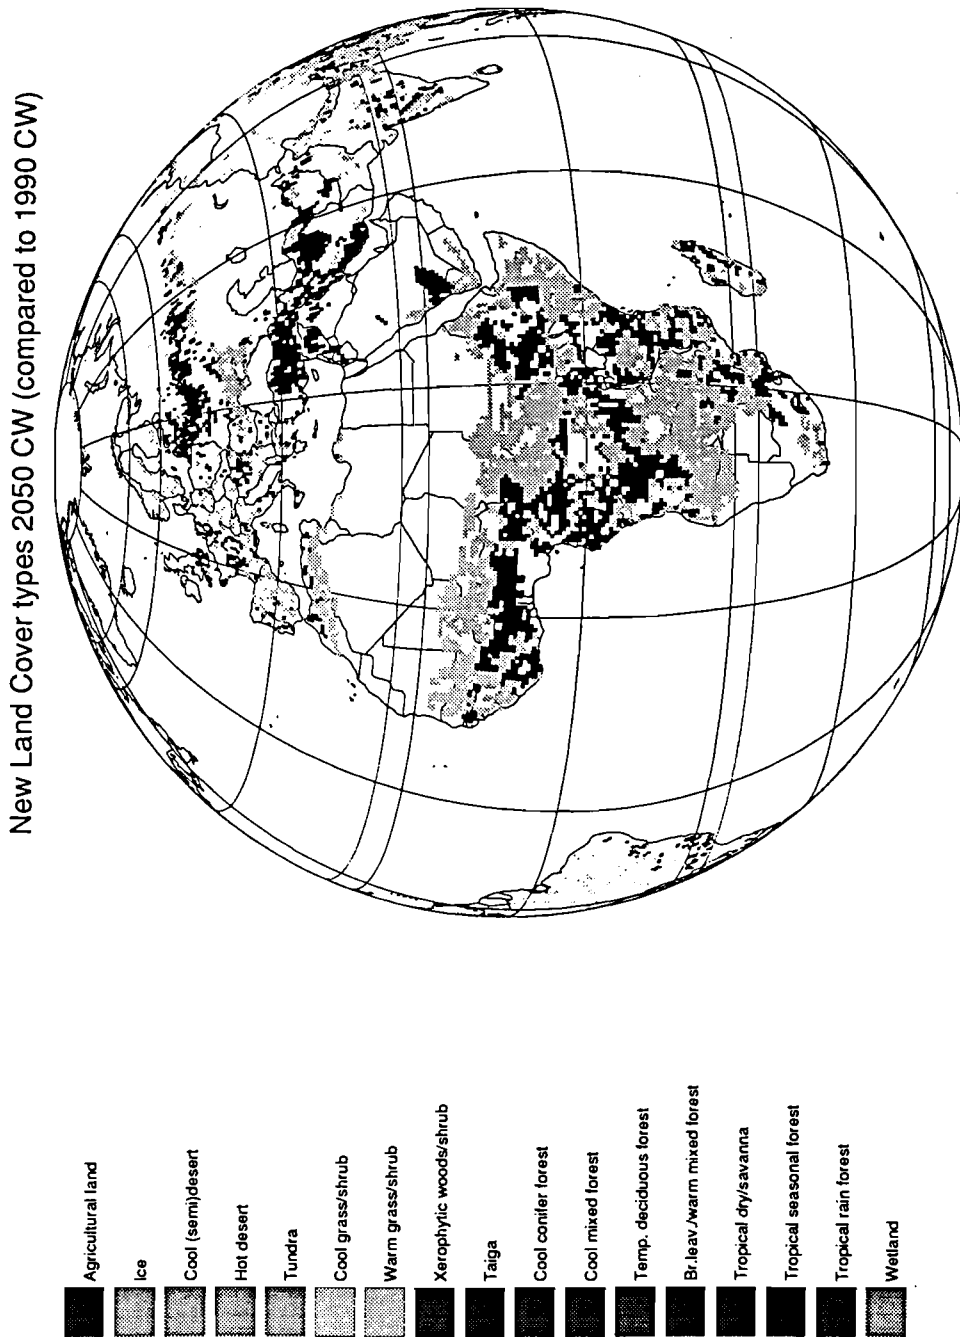 New Land Cover types 2050 CW (compared to 1990 CW)
Agricultural land
Ice
Cool (semi)desert
Hot desert
Tundra
Cool grass/shrub
Warm grass/shrub
Xerophytic woods/shrub
Taiga
Cool conifer forest
Cool mixed forest
Temp. deciduous forest
Br.leav./warm mixed forest
Tropical dry/savanna
Tropical seasonal forest
Tropical rain forest
Wetland